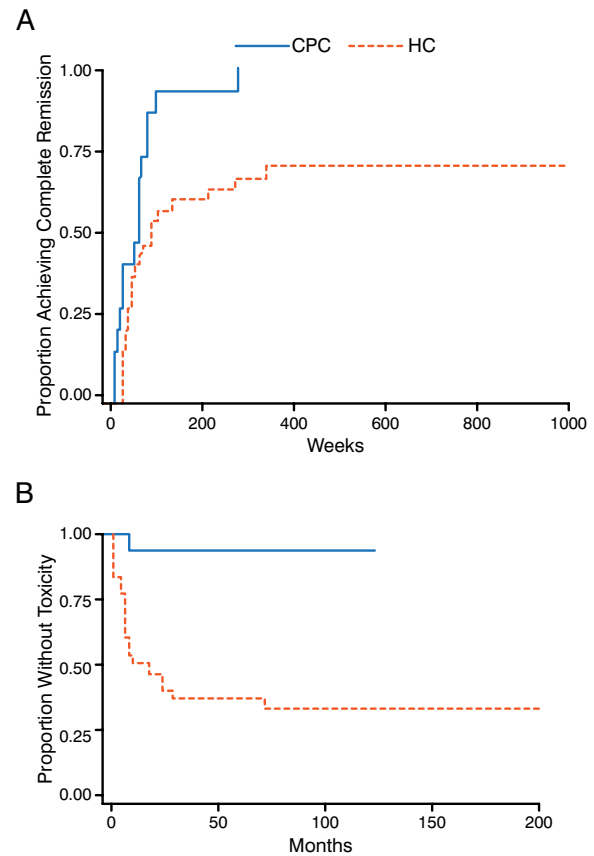 A
CPC HC
Proportion Achieving Complete Remission
1.00
0.75
0.50
0.25
0.00
0 200 400 600 800 1000
Weeks
B
Proportion Without Toxicity
1.00
0.75
0.50
0.25
0.00
0 50 100 150 200
Months